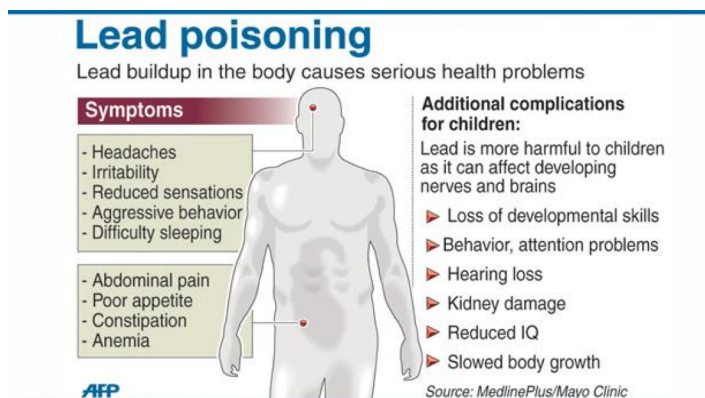 Lead poisoning
Lead buildup in the body causes serious health problems
Symptoms
- Headaches
- Irritability
- Reduced sensations
- Aggressive behavior
- Difficulty sleeping
- Abdominal pain
- Poor appetite
- Constipation
- Anemia
Additional complications
for children:
Lead is more harmful to children
as it can affect developing
nerves and brains
Loss of developmental skills
Behavior, attention problems
Hearing loss
Kidney damage
Reduced IQ
Slowed body growth
AFP
Source: MedlinePlus/Mayo Clinic